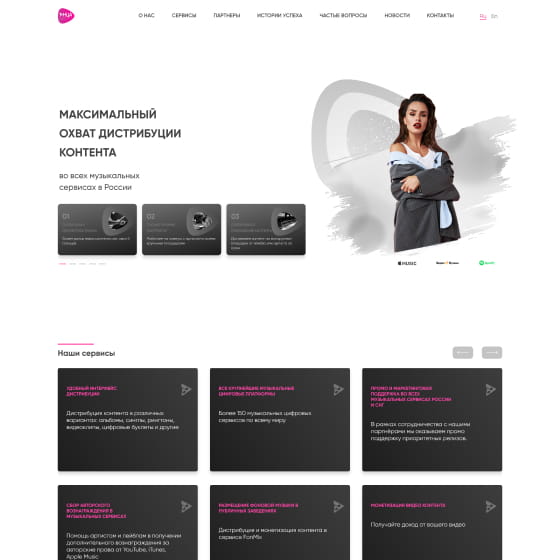 О НАС
СЕРВИСЫ
ПАРТНЕРЫ
ИСТОРИИ УСПЕХА
ЧАСТЫЕ ВОПРОСЫ
НОВОСТИ
КОНТАКТЫ
Ru
En
МАКСИМАЛЬНЫЙ
ОХВАТ ДИСТРИБУЦИИ
КОНТЕНТА
во всех музыкальных
сервисах в России
01
02
03
MUSIC
Spotify
Наши сервисы
УДОБНЫЙ ИНТЕРФЕЙС
ДИСТРИБУЦИИ
Дистрибуция контента в различных
вариантах: альбомы, синглы, рингтоны,
видеоклипы, цифровые буклеты и другие
ВСЕ КРУПНЕЙШИЕ МУЗЫКАЛЬНЫЕ
ЦИФРОВЫЕ ПЛАТФОРМЫ
Более 150 музыкальных цифровых
сервисов по всему миру
ПРОМО И МАРКЕТИНГОВАЯ
ПОДДЕРЖКА ВО ВСЕХ
МУЗЫКАЛЬНЫХ СЕРВИСАХ РОССИИ
И СНГ
В рамках сотрудничества с нашими
партнёрами мы оказываем промо
поддержку приоритетных релизов.
СБОР АВТОРСКОГО
ВОЗНАГРАЖДЕНИЯ В
МУЗЫКАЛЬНЫХ СЕРВИСАХ
Помощь артистам и лейблам в получении
дополнительного вознаграждения за
авторские права от YouTube, iTunes,
Apple Music
РАЗМЕЩЕНИЕ ФОНОВОЙ МУЗЫКИ В
ПУБЛИЧНЫХ ЗАВЕДЕНИЯХ
Дистрибуция и монетизация контента в
сервисе FonMix
МОНЕТИЗАЦИЯ ВИДЕО КОНТЕНТА
Получайте доход от вашего видео